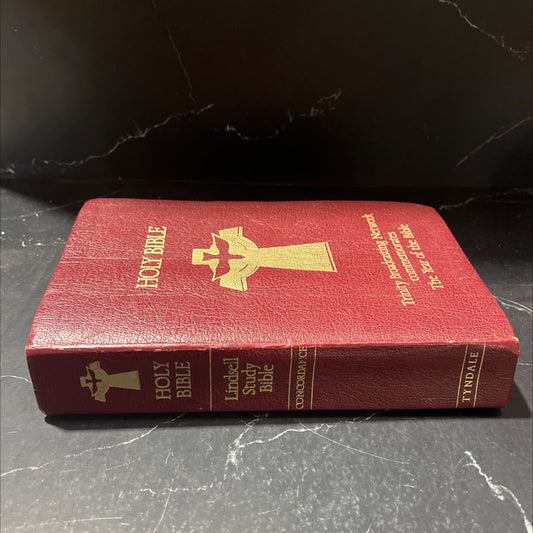 HOLY BIBLE
Trinity Broadcasting Network
commemorates
The Year of the Bible
HOLY
BIBLE
Lindsell
Study
Bible
CONCORDANCE
TYNDALE